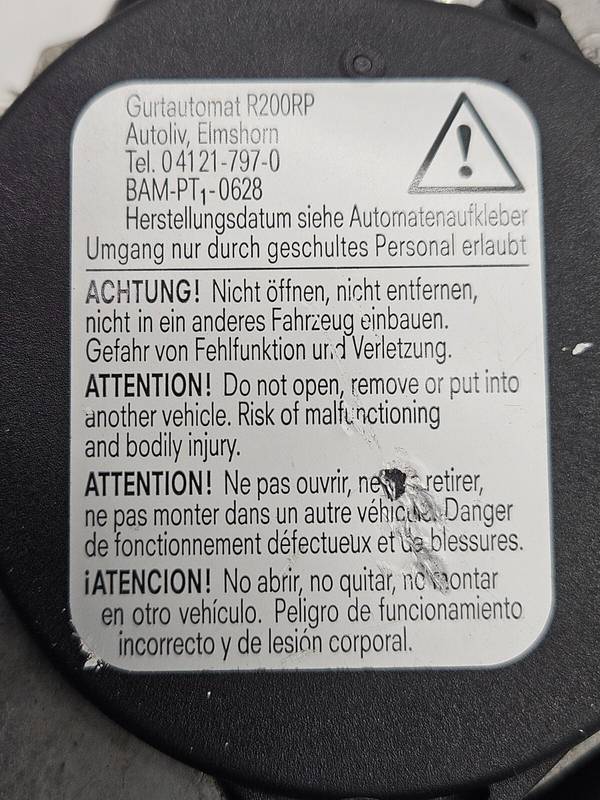 Gurtautomat R200RP
Autoliv, Elmshorn
Tel. 04121-797-0
BAM-PT1-0628
Herstellungsdatum siehe Automatenaufkleber
Umgang nur durch geschultes Personal erlaubt
ACHTUNG! Nicht öffnen, nicht entfernen,
nicht in ein anderes Fahrzeug einbauen.
Gefahr von Fehlfunktion und Verletzung.
ATTENTION! Do not open, remove or put into
another vehicle. Risk of malfunctioning
and bodily injury.
ATTENTION! Ne pas ouvrir, ne retirer,
ne pas monter dans un autre véhicule. Danger
de fonctionnement défectueux et de blessures.
¡ATENCION! No abrir, no quitar, no montar
en otro vehículo. Peligro de funcionamiento
incorrecto y de lesión corporal.